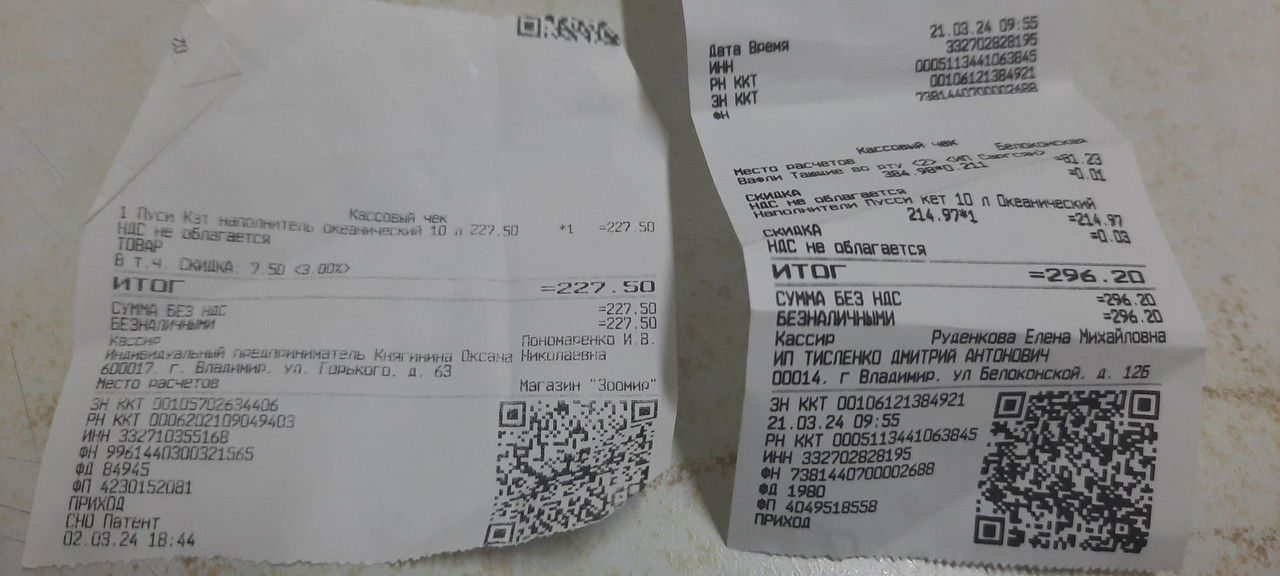 Кассовый чек
1 Пуси Кэт наполнитель океанический 10 л 227.50 *1 =227.50
НДС не облагается
ТОВАР
В т.ч. СКИДКА: 7.50 <3.00%>
ИТОГ =227.50
СУММА БЕЗ НДС =227.50
БЕЗНАЛИЧНЫМИ =227.50
Кассир Пономаренко И.В.
Индивидуальный предприниматель Княгинина Оксана Николаевна
600017, г. Владимир, ул. Горького, д. 63
Место расчетов Магазин "Зоомир"
ЗН ККТ 00105702634406
РН ККТ 0006202109049403
ИНН 332710355168
ФН 9961440300321565
ФД 84945
ФП 4230152081
ПРИХОД
СНО Патент
02.03.24 18:44
Дата Время 21.03.24 09:55
ИНН 332702828195
РН ККТ 0005113441063845
ЗН ККТ 00106121384921
ФН 7381440700002688
Кассовый чек
Место расчетов Белоконская
Вафли Тающие во рту <2> <ИП Саргсян>
384.98*0.211 =81.23
СКИДКА =0.01
НДС не облагается
Наполнители Пусси кет 10 л Океанический
214.97*1 =214.97
СКИДКА =0.03
НДС не облагается
ИТОГ =296.20
СУММА БЕЗ НДС =296.20
БЕЗНАЛИЧНЫМИ =296.20
Кассир Руденкова Елена Михайловна
ИП ТИСЛЕНКО ДМИТРИЙ АНТОНОВИЧ
00014, г Владимир, ул Белоконской, д. 12Б
ЗН ККТ 00106121384921
21.03.24 09:55
РН ККТ 0005113441063845
ИНН 332702828195
ФН 7381440700002688
ФД 1980
ФП 4049518558
ПРИХОД